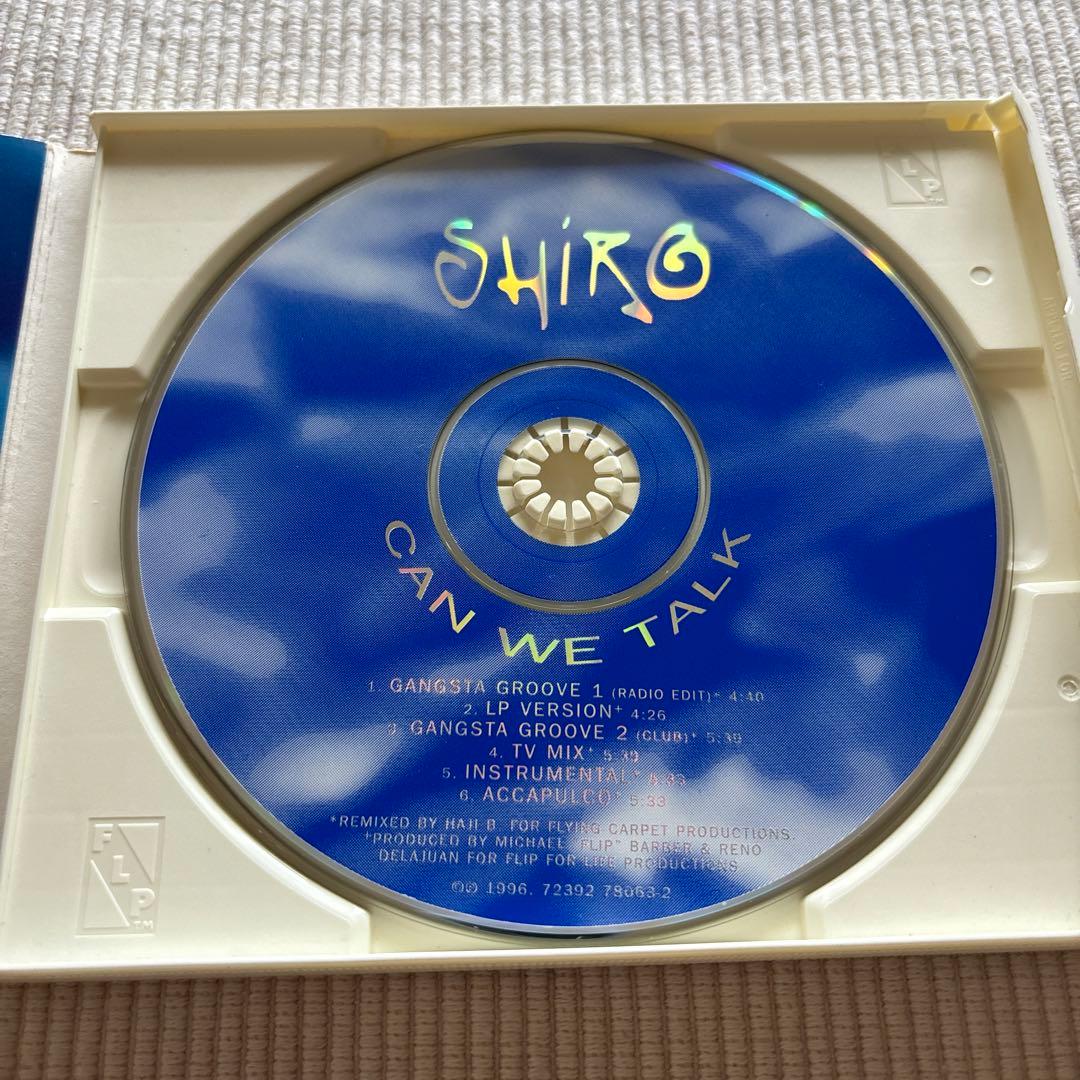 SHiRO
CAN WE TALK
1. GANGSTA GROOVE 1 (RADIO EDIT)* 4:40
2. LP VERSION+ 4:26
3. GANGSTA GROOVE 2 (CLUB)* 5:39
4. TV MIX* 5:39
5. INSTRUMENTAL* 5:33
6. ACCAPULCO* 5:33
*REMIXED BY HAJI B. FOR FLYING CARPET PRODUCTIONS.
+PRODUCED BY MICHAEL "FLIP" BARBER & RENO
DELAJUAN FOR FLIP FOR LIFE PRODUCTIONS
©℗ 1996. 72392 78063-2
FLP™
FLP™